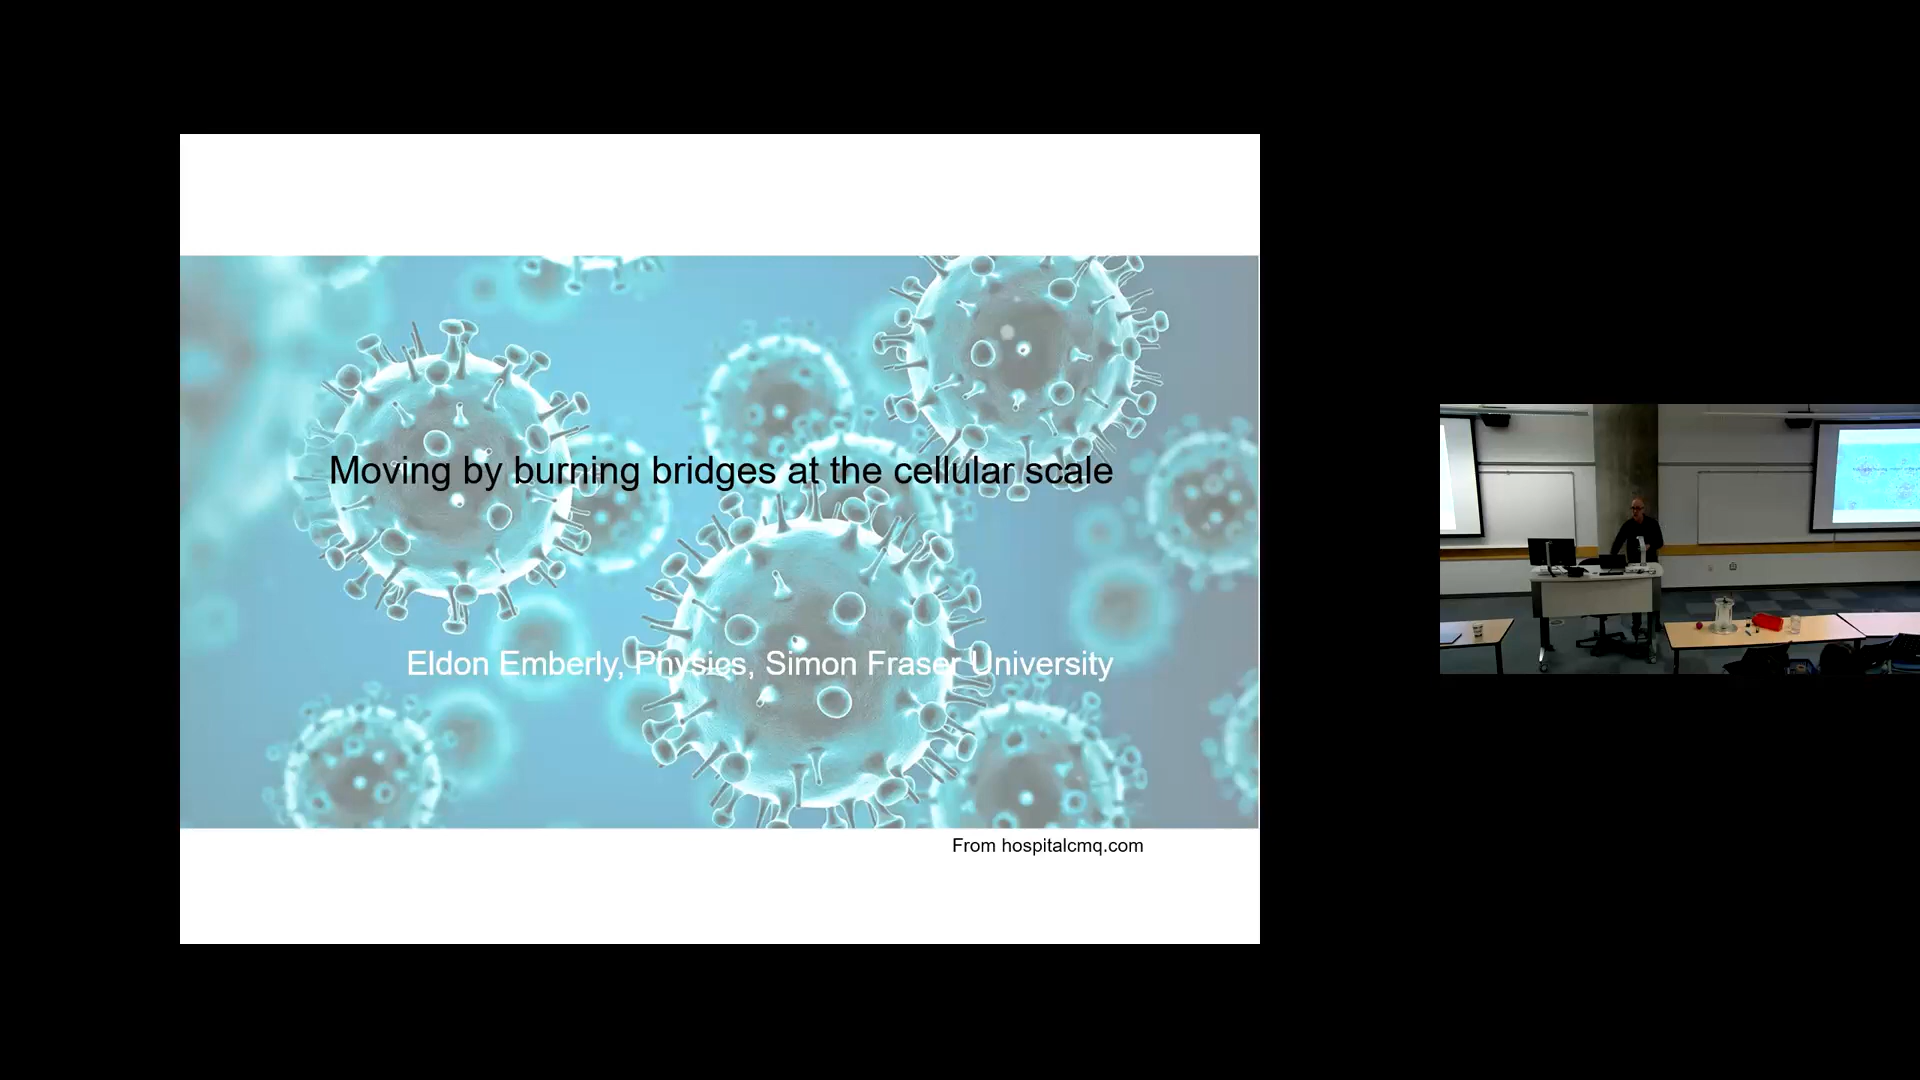 Moving by burning bridges at the cellular scale
Eldon Emberly, Physics, Simon Fraser University
From hospitalcmq.com